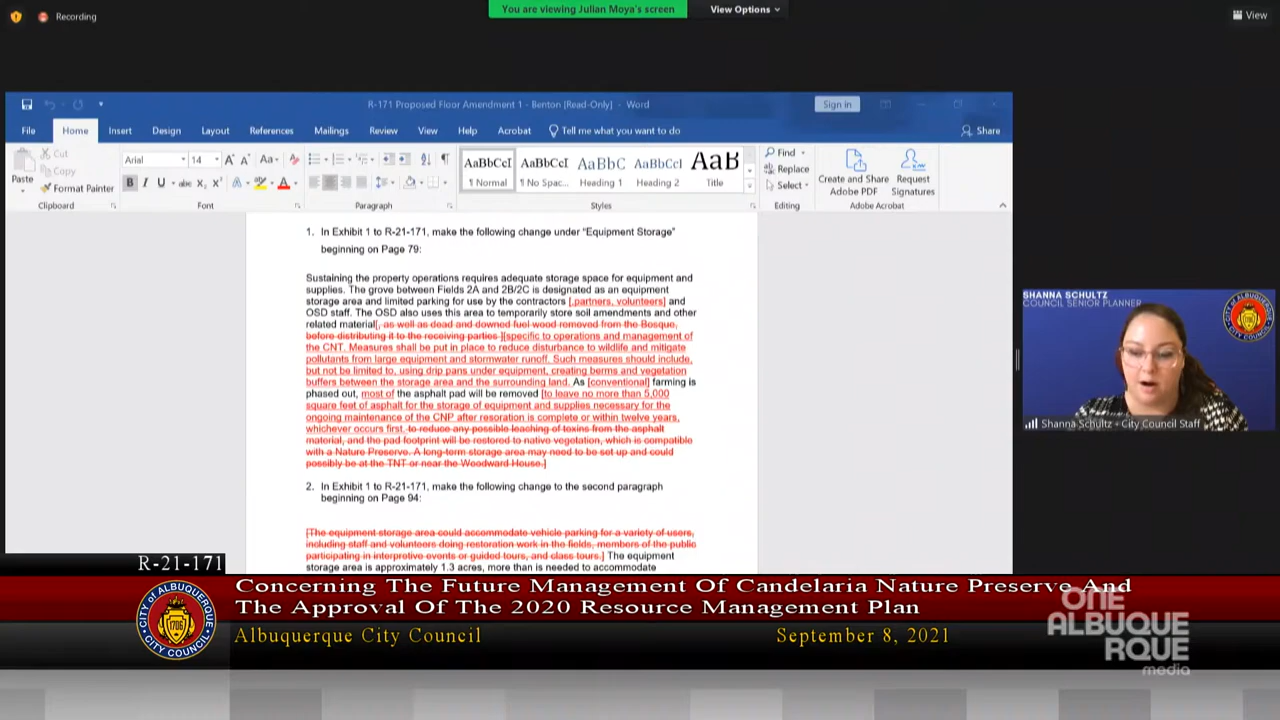 Recording
You are viewing Julian Moya's screen
View Options
View
R-171 Proposed Floor Amendment 1 - Benton [Read-Only] - Word
Sign in
File
Home
Insert
Design
Layout
References
Mailings
Review
View
Help
Acrobat
Tell me what you want to do
Share
Paste
Cut
Copy
Format Painter
Clipboard
Arial
14
Font
Paragraph
AaBbCcI
¶ Normal
AaBbCcI
¶ No Spac...
AaBbC
Heading 1
AaBbCcI
Heading 2
AaB
Title
Styles
Find
Replace
Select
Editing
Create and Share
Adobe PDF
Request
Signatures
Adobe Acrobat
1. In Exhibit 1 to R-21-171, make the following change under "Equipment Storage"
beginning on Page 79:
Sustaining the property operations requires adequate storage space for equipment and
supplies. The grove between Fields 2A and 2B/2C is designated as an equipment
storage area and limited parking for use by the contractors [,partners, volunteers] and
OSD staff. The OSD also uses this area to temporarily store soil amendments and other
related material[, as well as dead and downed fuel wood removed from the Bosque,
before distributing it to the receiving parties.][specific to operations and management of
the CNT. Measures shall be put in place to reduce disturbance to wildlife and mitigate
pollutants from large equipment and stormwater runoff. Such measures should include,
but not be limited to, using drip pans under equipment, creating berms and vegetation
buffers between the storage area and the surrounding land. As [conventional] farming is
phased out, most of the asphalt pad will be removed [to leave no more than 5,000
square feet of asphalt for the storage of equipment and supplies necessary for the
ongoing maintenance of the CNP after resoration is complete or within twelve years,
whichever occurs first. to reduce any possible leaching of toxins from the asphalt
material, and the pad footprint will be restored to native vegetation, which is compatible
with a Nature Preserve. A long-term storage area may need to be set up and could
possibly be at the TNT or near the Woodward House.]
2. In Exhibit 1 to R-21-171, make the following change to the second paragraph
beginning on Page 94:
[The equipment storage area could accommodate vehicle parking for a variety of users,
including staff and volunteers doing restoration work in the fields, members of the public
participating in interpretive events or guided tours, and class tours.] The equipment
storage area is approximately 1.3 acres, more than is needed to accommodate
SHANNA SCHULTZ
COUNCIL SENIOR PLANNER
Shanna Schultz - City Council Staff
R-21-171
Concerning The Future Management Of Candelaria Nature Preserve And
The Approval Of The 2020 Resource Management Plan
Albuquerque City Council
September 8, 2021
CITY OF ALBUQUERQUE
1706
CITY COUNCIL
ONE
ALBUQUE
RQUE
media